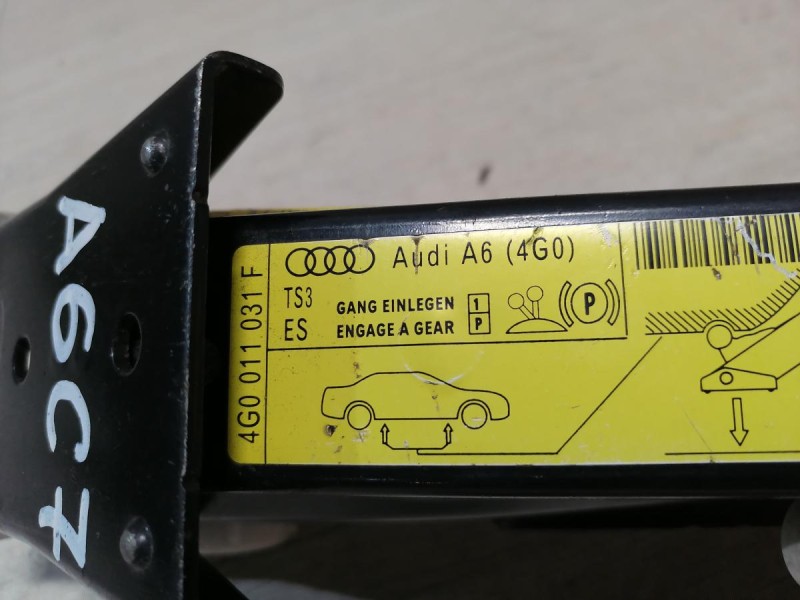 A6C7
4G0 011 031 F
Audi A6 (4G0)
TS3
ES
GANG EINLEGEN 1
ENGAGE A GEAR P
P